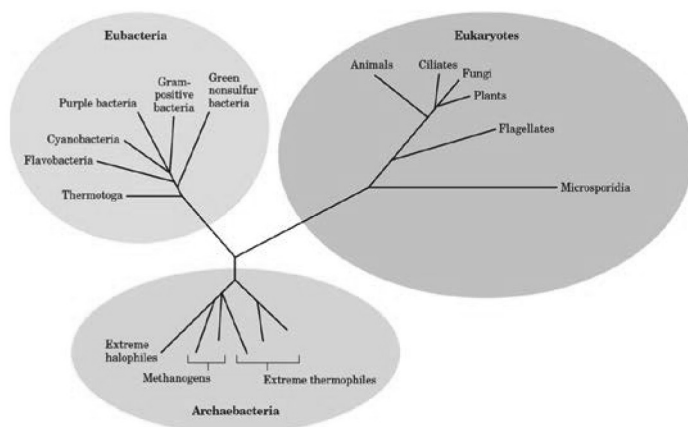 Eubacteria
Purple bacteria
Gram-
positive
bacteria
Green
nonsulfur
bacteria
Cyanobacteria
Flavobacteria
Thermotoga
Eukaryotes
Animals
Ciliates
Fungi
Plants
Flagellates
Microsporidia
Extreme
halophiles
Methanogens
Extreme thermophiles
Archaebacteria